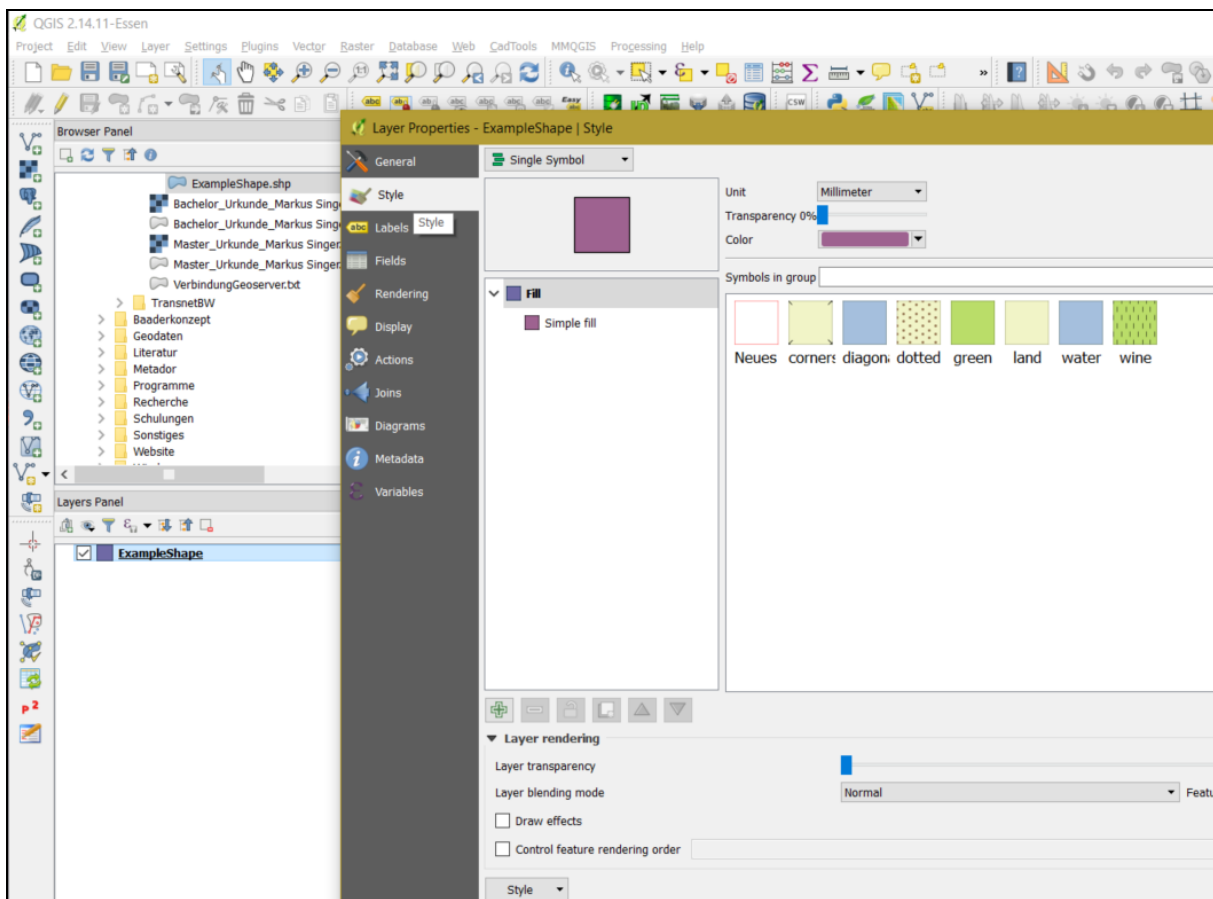 QGIS 2.14.11-Essen
Project Edit View Layer Settings Plugins Vector Raster Database Web CadTools MMQGIS Processing Help
Browser Panel
ExampleShape.shp
Bachelor_Urkunde_Markus Sing
Bachelor_Urkunde_Markus Sing
Master_Urkunde_Markus Singer
Master_Urkunde_Markus Singer
VerbindungGeoserver.txt
TransnetBW
Baaderkonzept
Geodaten
Literatur
Metador
Programme
Recherche
Schulungen
Sonstiges
Website
Layers Panel
ExampleShape
Layer Properties - ExampleShape | Style
General
Style
Labels
Style
Fields
Rendering
Display
Actions
Joins
Diagrams
Metadata
Variables
Single Symbol
Fill
Simple fill
Unit
Millimeter
Transparency 0%
Color
Symbols in group
Neues corners diagon dotted green land water wine
Layer rendering
Layer transparency
Layer blending mode
Normal
Featu
Draw effects
Control feature rendering order
Style